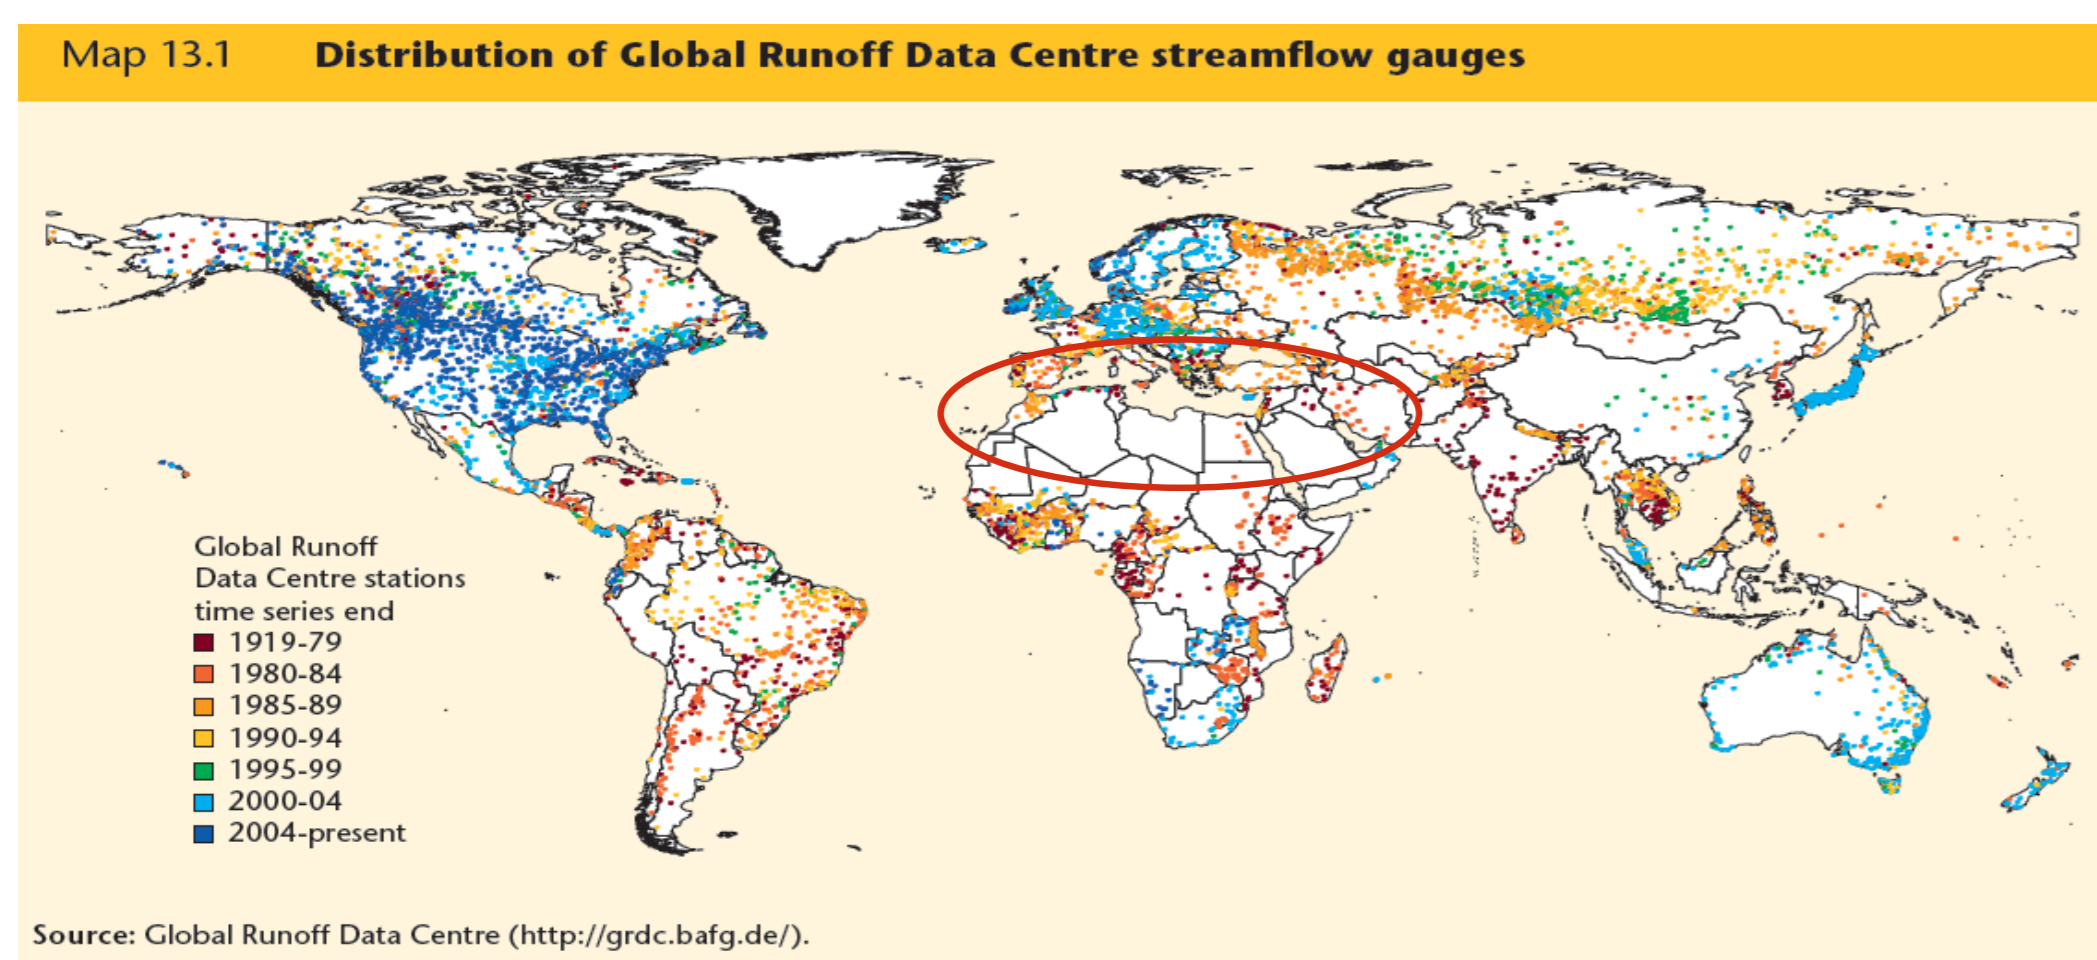 Map 13.1 Distribution of Global Runoff Data Centre streamflow gauges
Global Runoff
Data Centre stations
time series end
1919-79
1980-84
1985-89
1990-94
1995-99
2000-04
2004-present
Source: Global Runoff Data Centre (http://grdc.bafg.de/).